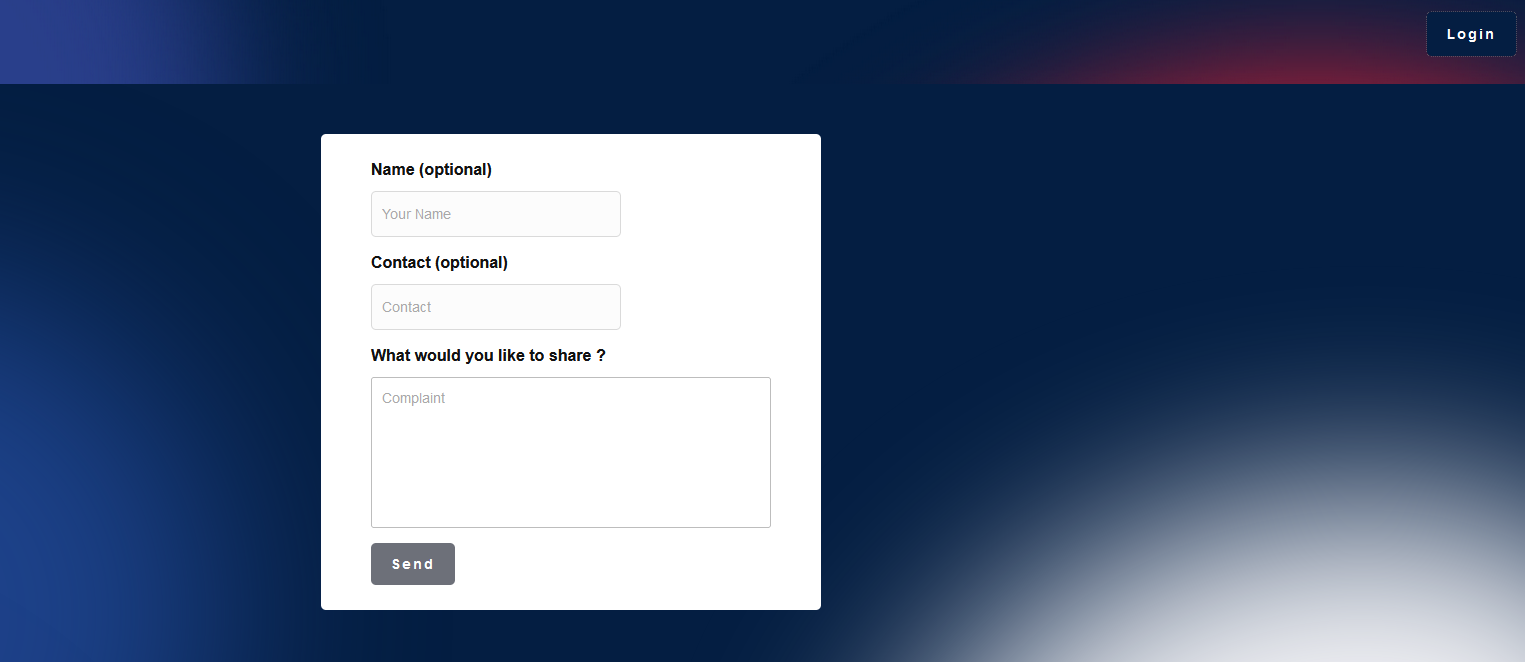 Login
Name (optional)
Your Name
Contact (optional)
Contact
What would you like to share ?
Complaint
Send